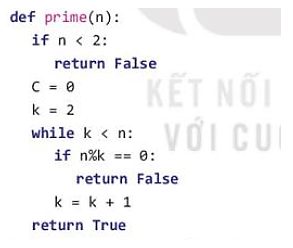 def prime(n):
if n < 2:
return False
C = 0
KẾT NỐI
k = 2
while k < n:
VỚI CUỘ
if n%k == 0:
return False
k = k + 1
return True